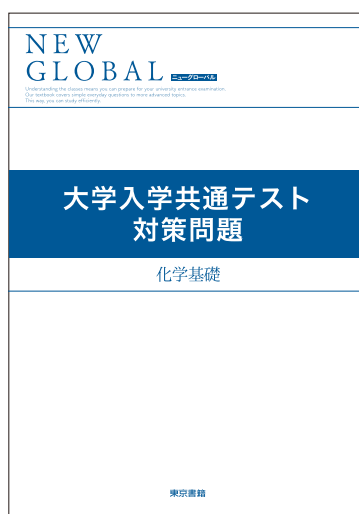 NEW
GLOBAL ニューグローバル
Understanding the classes means you can prepare for your university entrance examination.
Our textbook covers simple everyday questions to more advanced topics.
This way, you can study efficiently.
大学入学共通テスト
対策問題
化学基礎
東京書籍